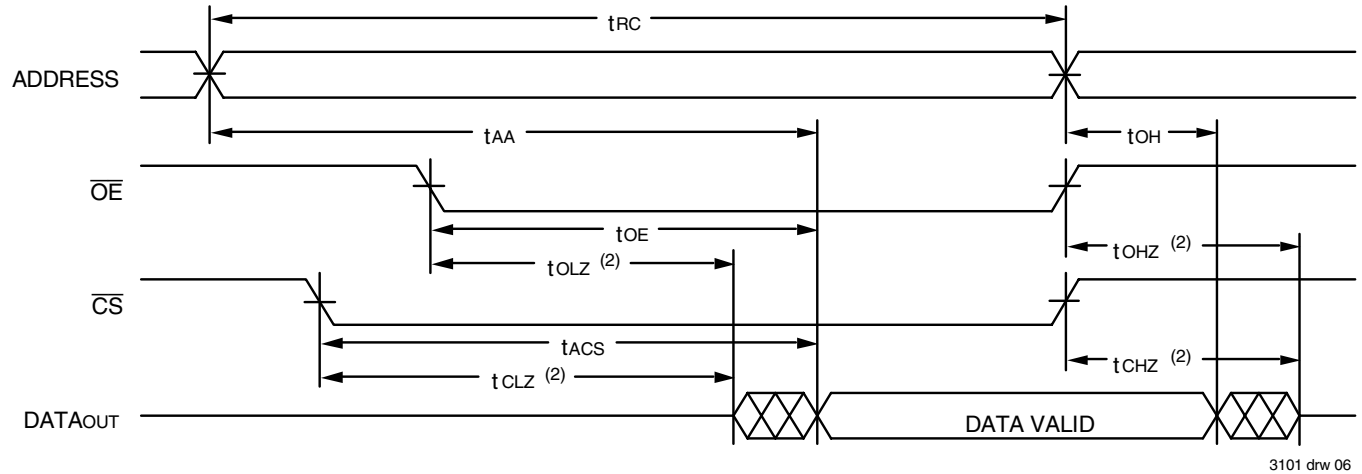 tRC
ADDRESS
tAA
tOH
OE
tOE
tOLZ (2)
tOHZ (2)
CS
tACS
tCLZ (2)
tCHZ (2)
DATAOUT
DATA VALID
3101 drw 06